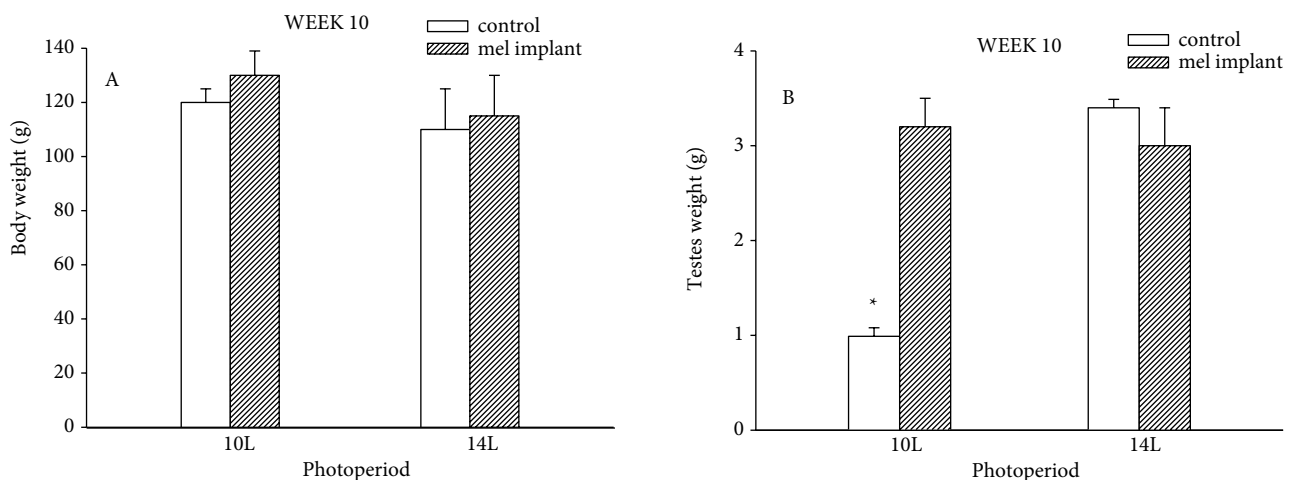 WEEK 10
control
mel implant
A
Body weight (g)
140
120
100
80
60
40
20
0
10L
14L
Photoperiod
WEEK 10
control
mel implant
B
Testes weight (g)
4
3
2
1
0
*
10L
14L
Photoperiod